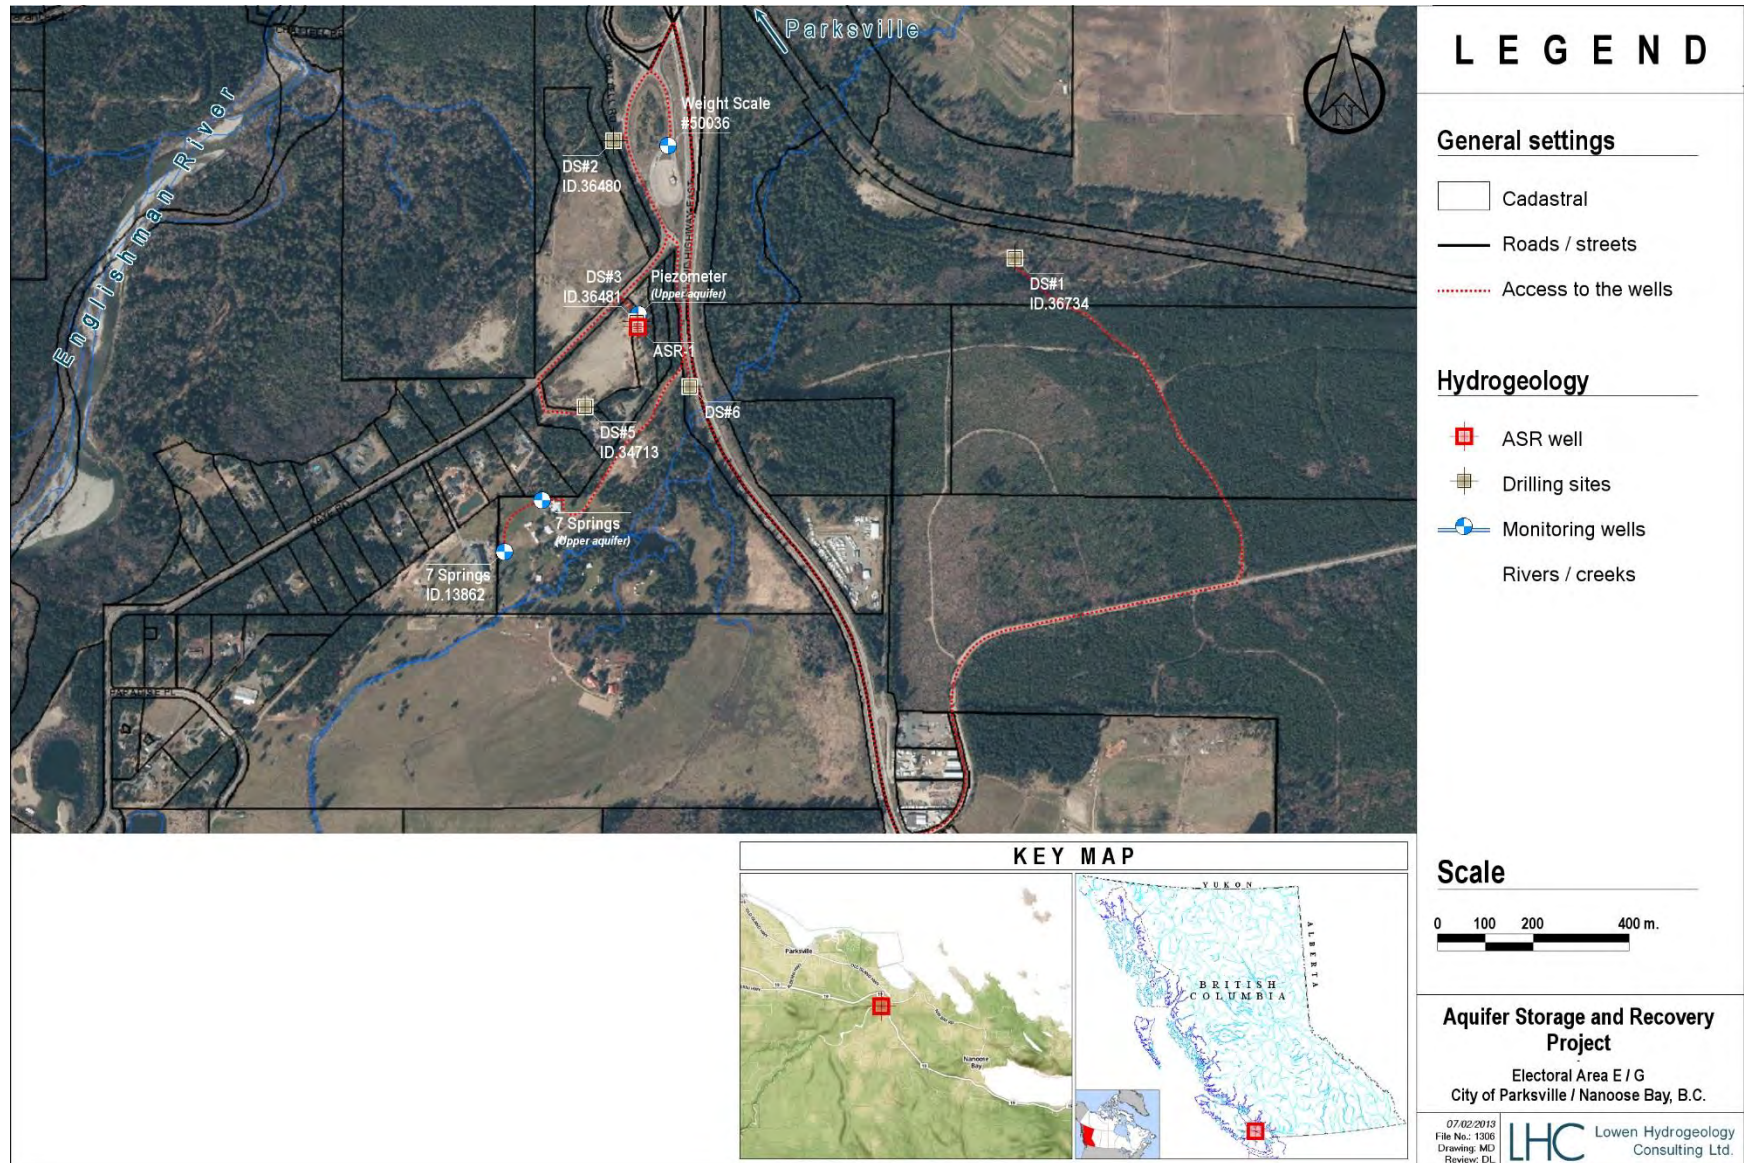 Parksville
Englishman River
Weight Scale
#50036
DS#2
ID.36480
HIGHWAY EAST
DS#3
ID.36481
Piezometer
(Upper aquifer)
ASR-1
DS#1
ID.36734
DS#6
DS#5
ID.34713
7 Springs
(Upper aquifer)
7 Springs
ID.13862
PARADISE PL
N
LEGEND
General settings
Cadastral
Roads / streets
Access to the wells
Hydrogeology
ASR well
Drilling sites
Monitoring wells
Rivers / creeks
Scale
0 100 200 400 m.
KEY MAP
Parksville
Nanoose
Bay
19
YUKON
ALBERTA
BRITISH
COLUMBIA
Aquifer Storage and Recovery
Project
-
Electoral Area E / G
City of Parksville / Nanoose Bay, B.C.
07/02/2013
File No.: 1306
Drawing: MD
Review: DL
LHC
Lowen Hydrogeology
Consulting Ltd.